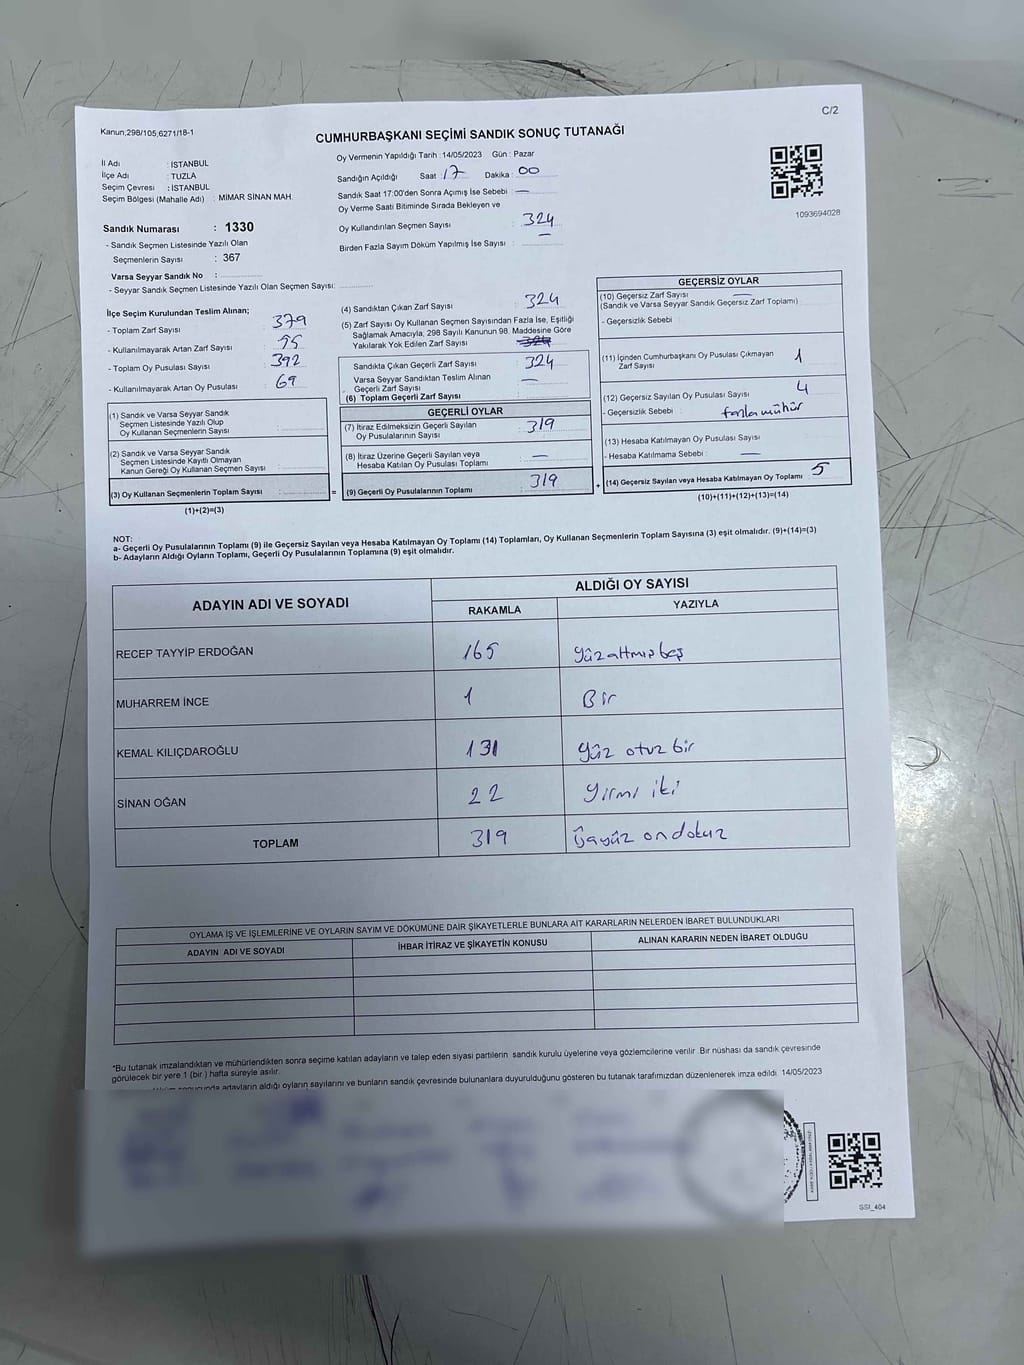 C/2
Kanun;298/105;6271/18-1
CUMHURBAŞKANI SEÇİMİ SANDIK SONUÇ TUTANAĞI
İl Adı : İSTANBUL
İlçe Adı : TUZLA
Seçim Çevresi : İSTANBUL
Seçim Bölgesi (Mahalle Adı) : MİMAR SİNAN MAH.
Oy Vermenin Yapıldığı Tarih : 14/05/2023 Gün : Pazar
Sandığın Açıldığı Saat 17 Dakika : 00
Sandık Saat 17:00'den Sonra Açımış İse Sebebi : —
Oy Verme Saati Bitiminde Sırada Bekleyen ve
Oy Kullandırılan Seçmen Sayısı : 324
Birden Fazla Sayım Döküm Yapılmış İse Sayısı : —
1093694028
Sandık Numarası : 1330
- Sandık Seçmen Listesinde Yazılı Olan
Seçmenlerin Sayısı : 367
Varsa Seyyar Sandık No :
- Seyyar Sandık Seçmen Listesinde Yazılı Olan Seçmen Sayısı:
İlçe Seçim Kurulundan Teslim Alınan;
- Toplam Zarf Sayısı : 379
- Kullanılmayarak Artan Zarf Sayısı : 55
- Toplam Oy Pusulası Sayısı : 392
- Kullanılmayarak Artan Oy Pusulası : 69
(1) Sandık ve Varsa Seyyar Sandık
Seçmen Listesinde Yazılı Olup
Oy Kullanan Seçmenlerin Sayısı :
(2) Sandık ve Varsa Seyyar Sandık
Seçmen Listesinde Kayıtlı Olmayan
Kanun Gereği Oy Kullanan Seçmen Sayısı :
(3) Oy Kullanan Seçmenlerin Toplam Sayısı :
(1)+(2)=(3)
(4) Sandıktan Çıkan Zarf Sayısı : 324
(5) Zarf Sayısı Oy Kullanan Seçmen Sayısından Fazla İse, Eşitliği
Sağlamak Amacıyla, 298 Sayılı Kanunun 98. Maddesine Göre
Yakılarak Yok Edilen Zarf Sayısı :
Sandıkta Çıkan Geçerli Zarf Sayısı : 324
Varsa Seyyar Sandıktan Teslim Alınan
Geçerli Zarf Sayısı : —
(6) Toplam Geçerli Zarf Sayısı :
GEÇERLİ OYLAR
(7) İtiraz Edilmeksizin Geçerli Sayılan
Oy Pusulalarının Sayısı : 319
(8) İtiraz Üzerine Geçerli Sayılan veya
Hesaba Katılan Oy Pusulası Toplamı : —
= (9) Geçerli Oy Pusulalarının Toplamı : 319 +
GEÇERSİZ OYLAR
(10) Geçersiz Zarf Sayısı : —
(Sandık ve Varsa Seyyar Sandık Geçersiz Zarf Toplamı)
- Geçersizlik Sebebi :
(11) İçinden Cumhurbaşkanı Oy Pusulası Çıkmayan
Zarf Sayısı : 1
(12) Geçersiz Sayılan Oy Pusulası Sayısı : 4
- Geçersizlik Sebebi : fazla mühür
(13) Hesaba Katılmayan Oy Pusulası Sayısı
- Hesaba Katılmama Sebebi : —
(14) Geçersiz Sayılan veya Hesaba Katılmayan Oy Toplamı : 5
(10)+(11)+(12)+(13)=(14)
NOT:
a- Geçerli Oy Pusulalarının Toplamı (9) ile Geçersiz Sayılan veya Hesaba Katılmayan Oy Toplamı (14) Toplamları, Oy Kullanan Seçmenlerin Toplam Sayısına (3) eşit olmalıdır. (9)+(14)=(3)
b- Adayların Aldığı Oyların Toplamı, Geçerli Oy Pusulalarının Toplamına (9) eşit olmalıdır.
ADAYIN ADI VE SOYADI
ALDIĞI OY SAYISI
RAKAMLA YAZIYLA
RECEP TAYYİP ERDOĞAN 165 yüzaltmışbeş
MUHARREM İNCE 1 Bir
KEMAL KILIÇDAROĞLU 131 yüz otuz bir
SİNAN OĞAN 22 yirmi iki
TOPLAM 319 Üçyüz ondokuz
OYLAMA İŞ VE İŞLEMLERİNE VE OYLARIN SAYIM VE DÖKÜMÜNE DAİR ŞİKAYETLERLE BUNLARA AİT KARARLARIN NELERDEN İBARET BULUNDUKLARI
ADAYIN ADI VE SOYADI İHBAR İTİRAZ VE ŞİKAYETİN KONUSU ALINAN KARARIN NEDEN İBARET OLDUĞU
*Bu tutanak imzalandıktan ve mühürlendikten sonra seçime katılan adayların ve talep eden siyasi partilerin sandık kurulu üyelerine veya gözlemcilerine verilir. Bir nüshası da sandık çevresinde
görülecek bir yere 1 (bir ) hafta süreyle asılır.
sonucunda adayların aldığı oyların sayılarını ve bunların sandık çevresinde bulunanlara duyurulduğunu gösteren bu tutanak tarafımızdan düzenlenerek imza edildi. 14/05/2023
SSI_404